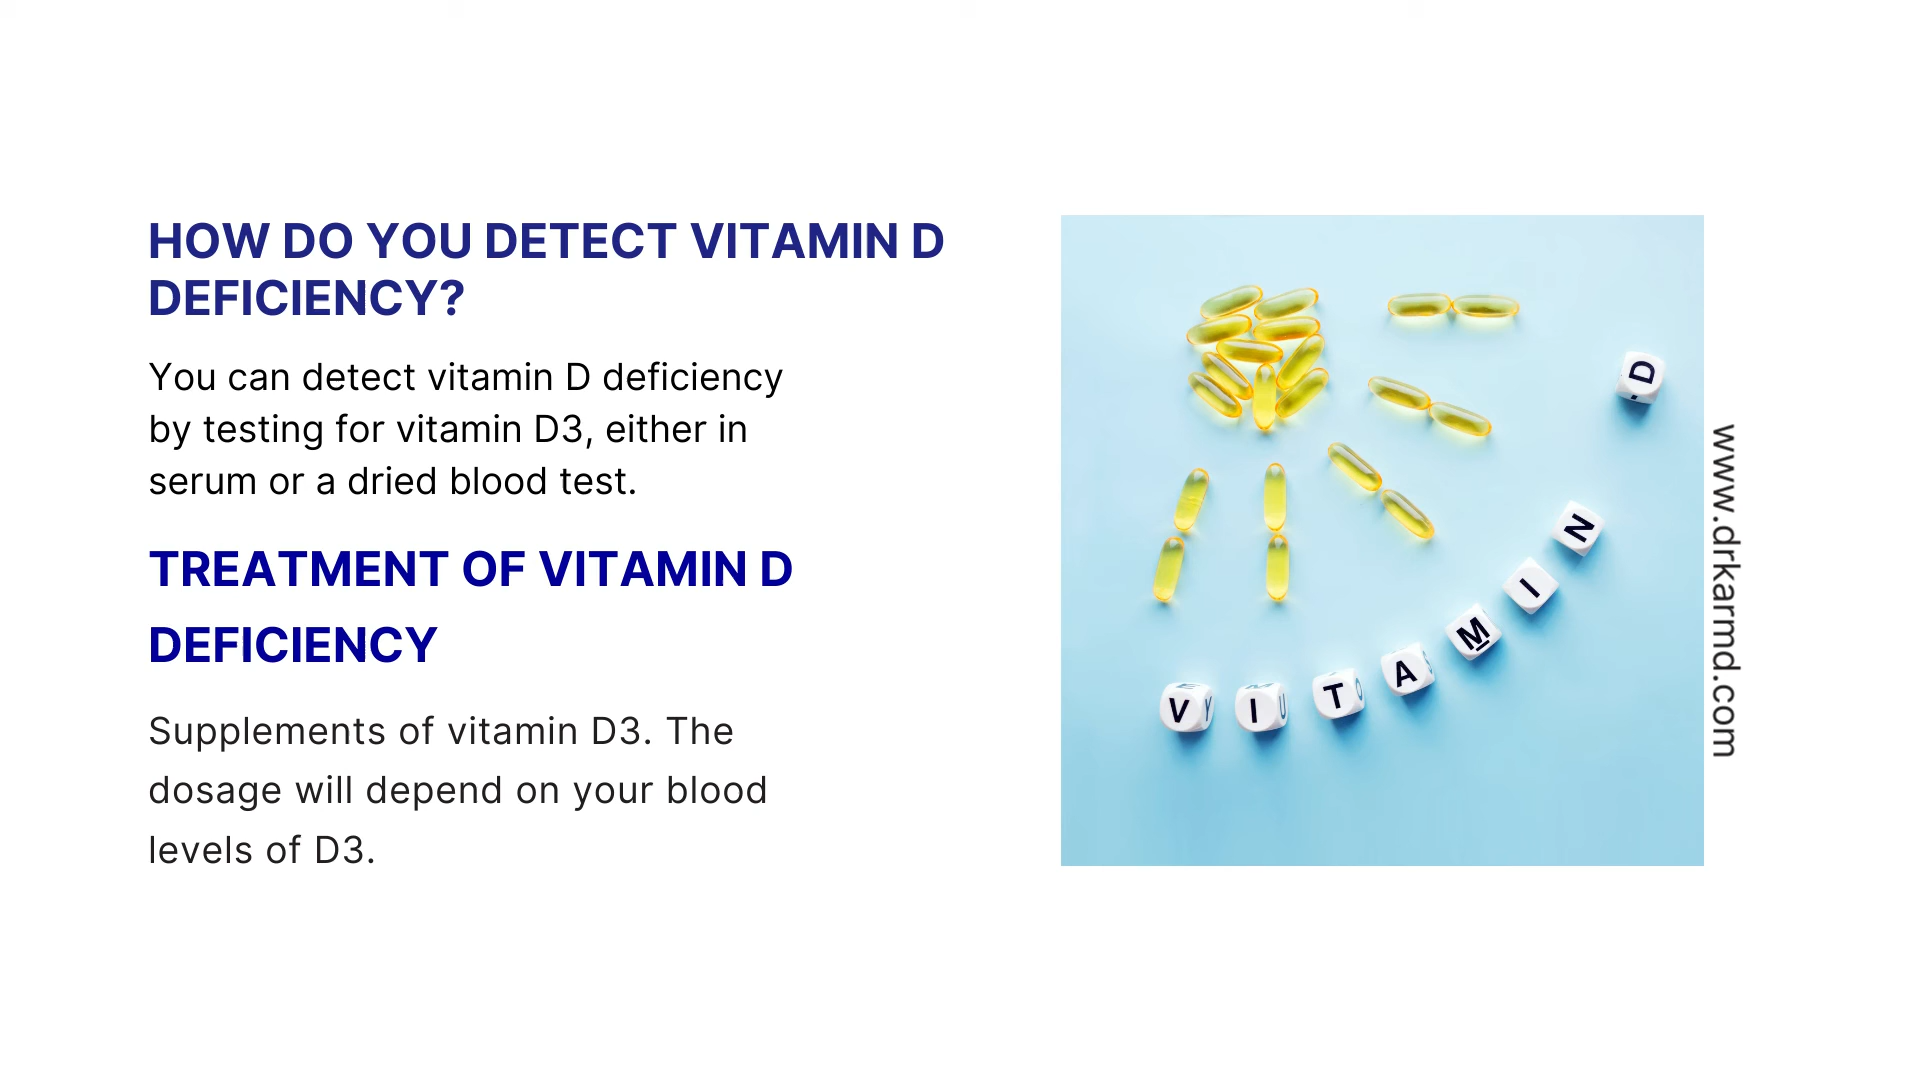 HOW DO YOU DETECT VITAMIN D
DEFICIENCY?
You can detect vitamin D deficiency
by testing for vitamin D3, either in
serum or a dried blood test.
TREATMENT OF VITAMIN D
DEFICIENCY
Supplements of vitamin D3. The
dosage will depend on your blood
levels of D3.
VITAMIN D
www.drkarmd.com